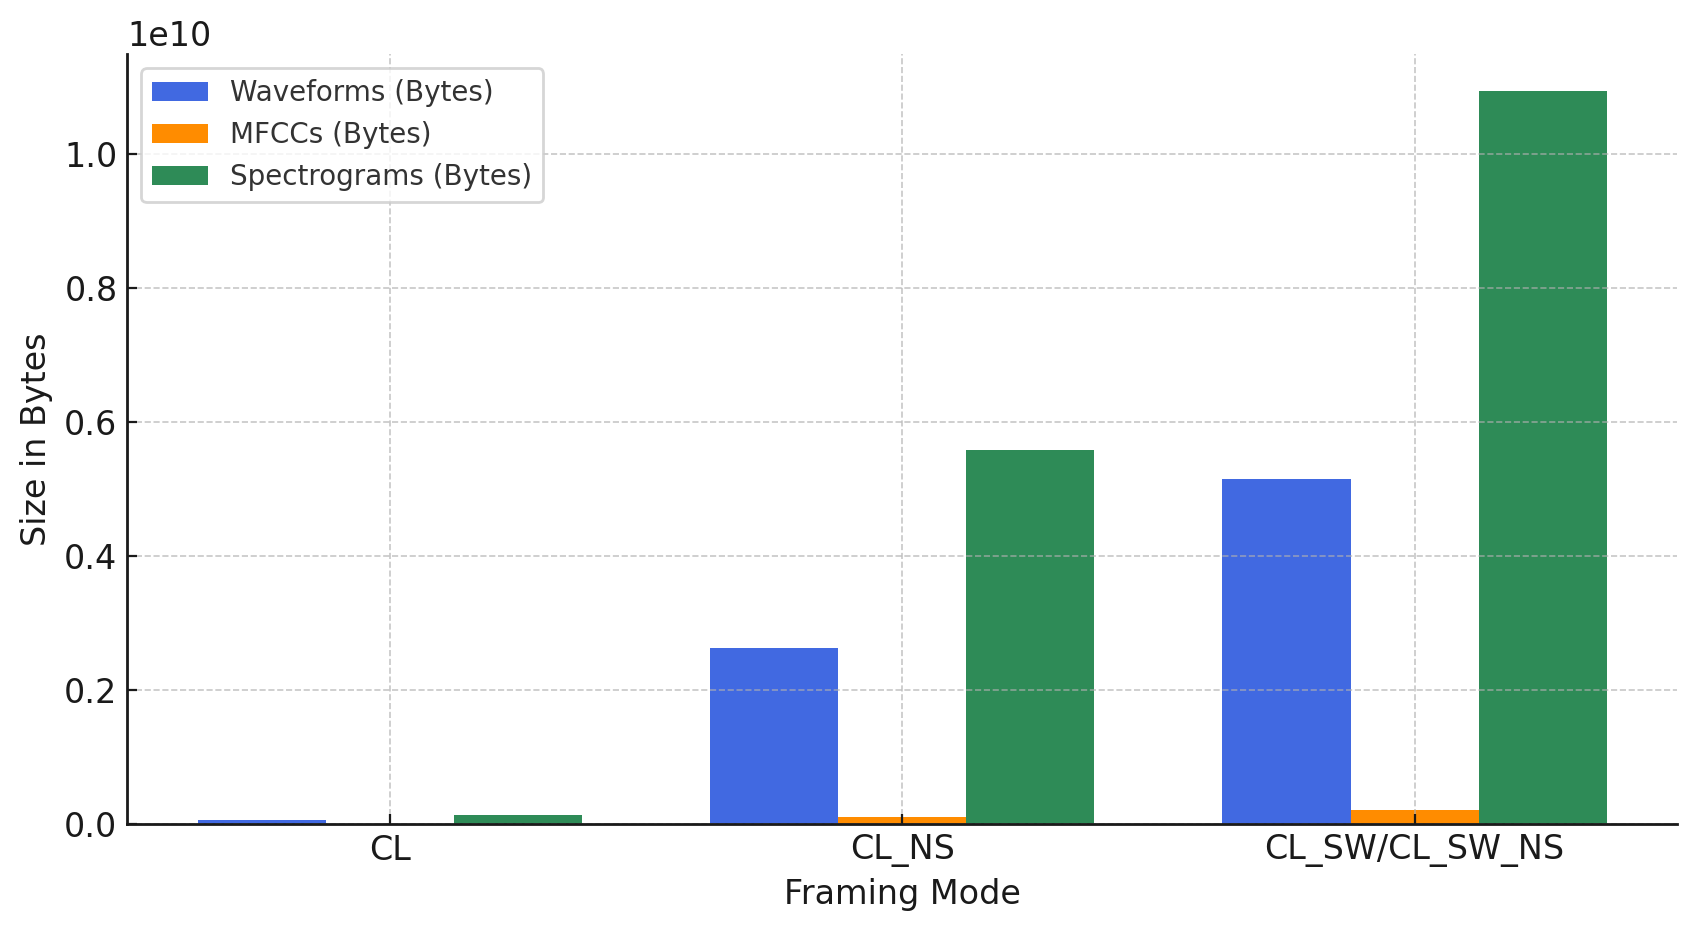 1e10
Waveforms (Bytes)
MFCCs (Bytes)
Spectrograms (Bytes)
Size in Bytes
1.0
0.8
0.6
0.4
0.2
0.0
CL CL_NS CL_SW/CL_SW_NS
Framing Mode